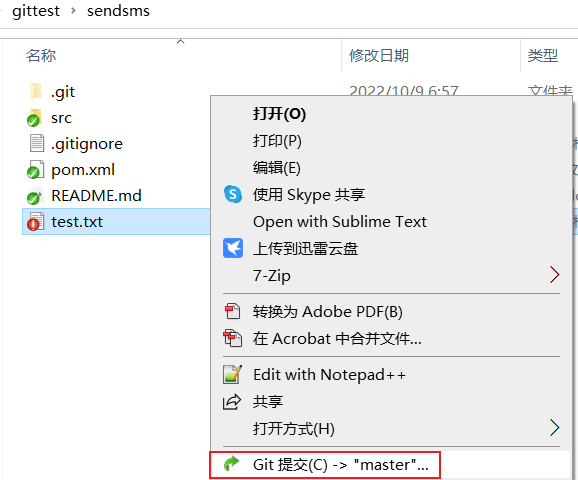 gittest > sendsms
名称 修改日期 类型
.git 2022/10/9 6:57 文件夹
src
.gitignore
pom.xml
README.md
test.txt
打开(O)
打印(P)
编辑(E)
使用 Skype 共享
Open with Sublime Text
上传到迅雷云盘
7-Zip
转换为 Adobe PDF(B)
在 Acrobat 中合并文件...
Edit with Notepad++
共享
打开方式(H)
Git 提交(C) -> "master"...